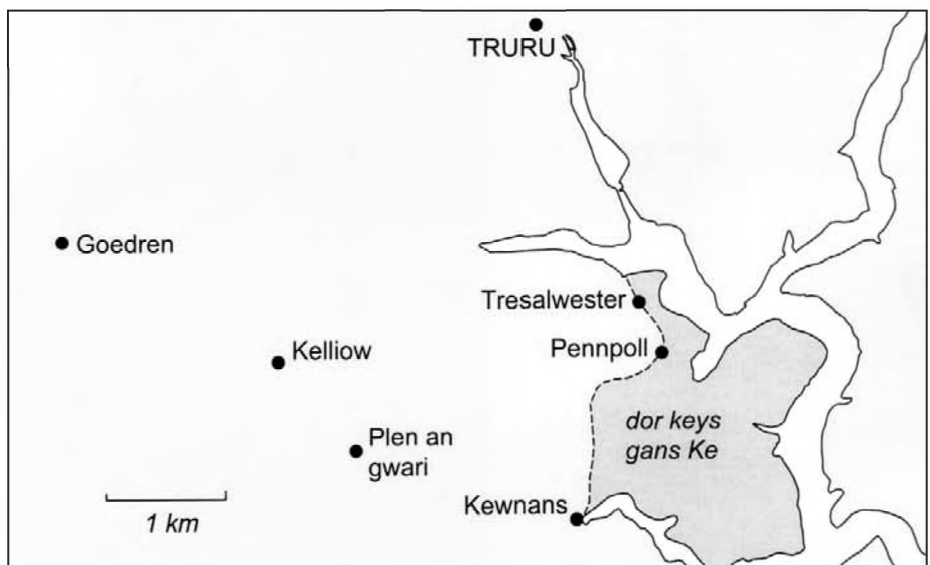 TRURU
Goedren
Tresalwester
Kelliow
Pennpoll
dor keys
gans Ke
Plen an
gwari
Kewnans
1 km